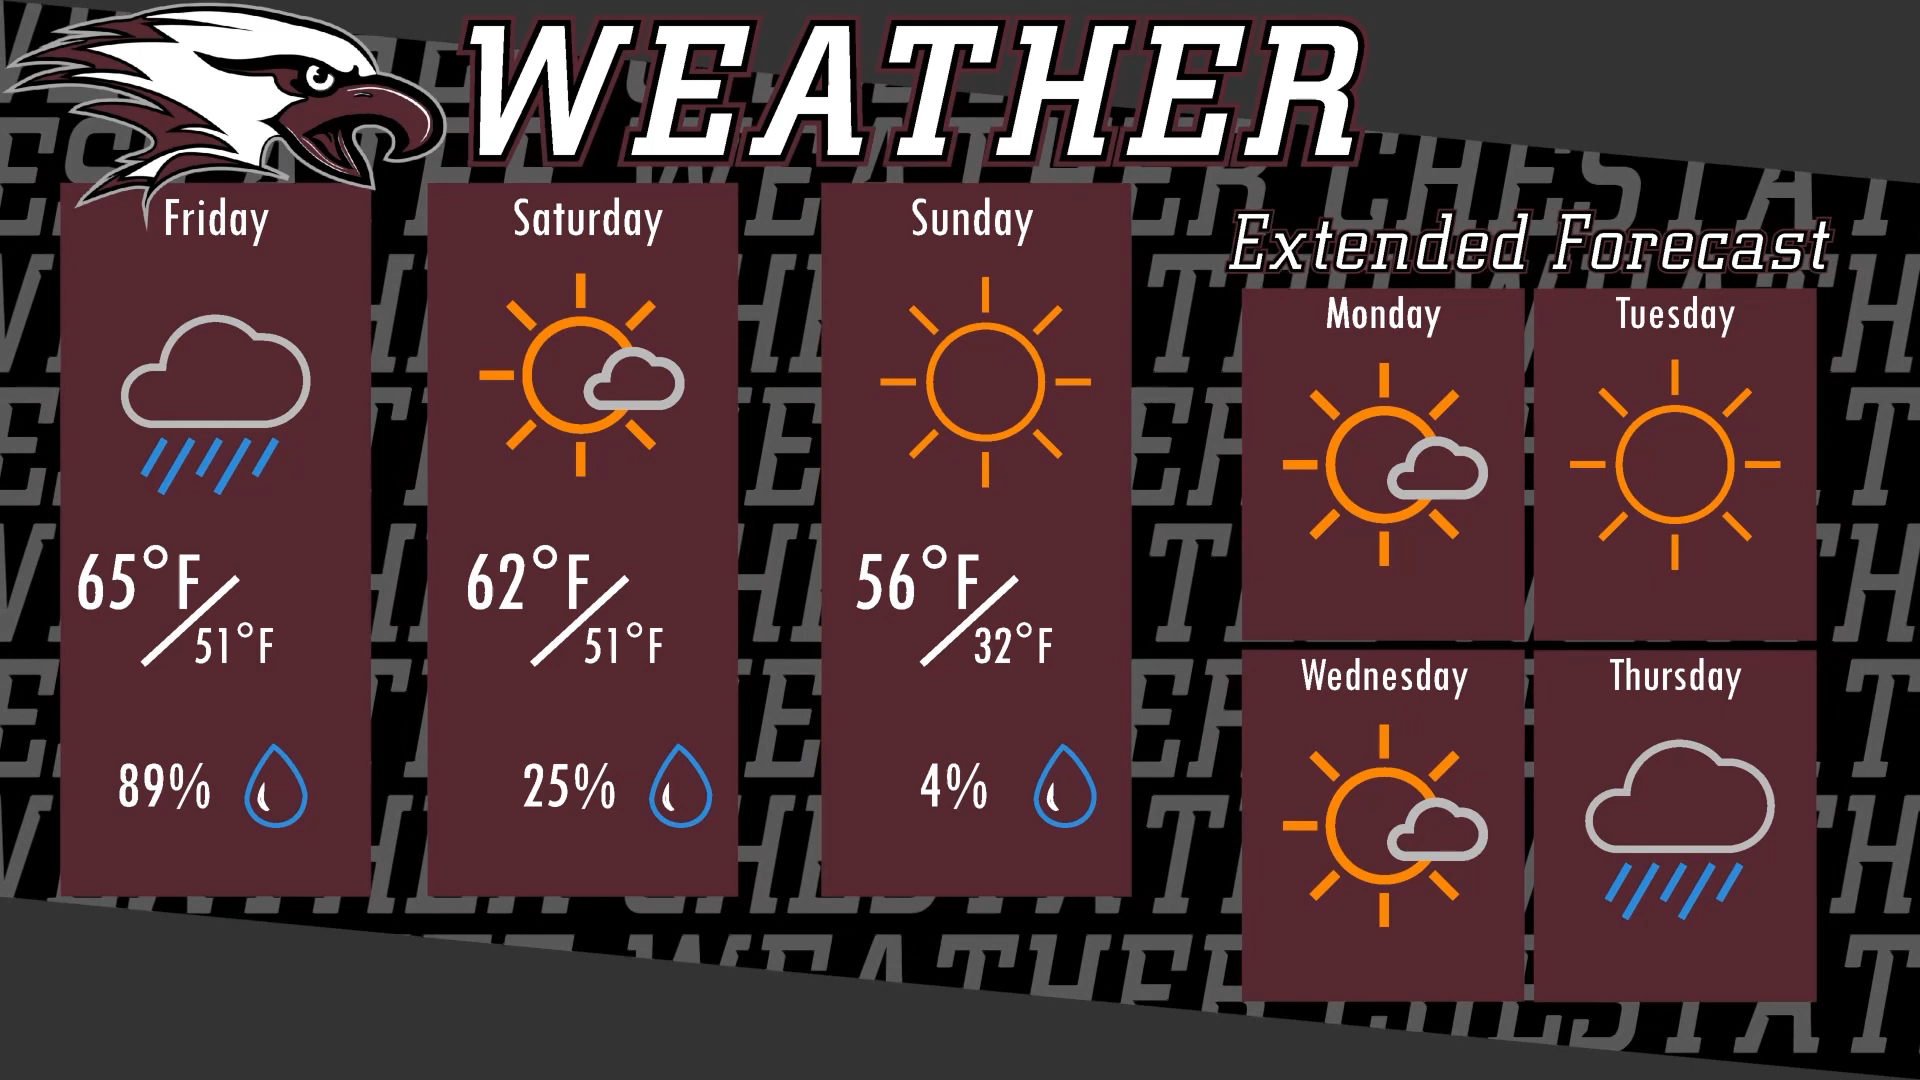 WEATHER
Friday
65°F
51°F
89%
Saturday
62°F
51°F
25%
Sunday
56°F
32°F
4%
Extended Forecast
Monday
Tuesday
Wednesday
Thursday